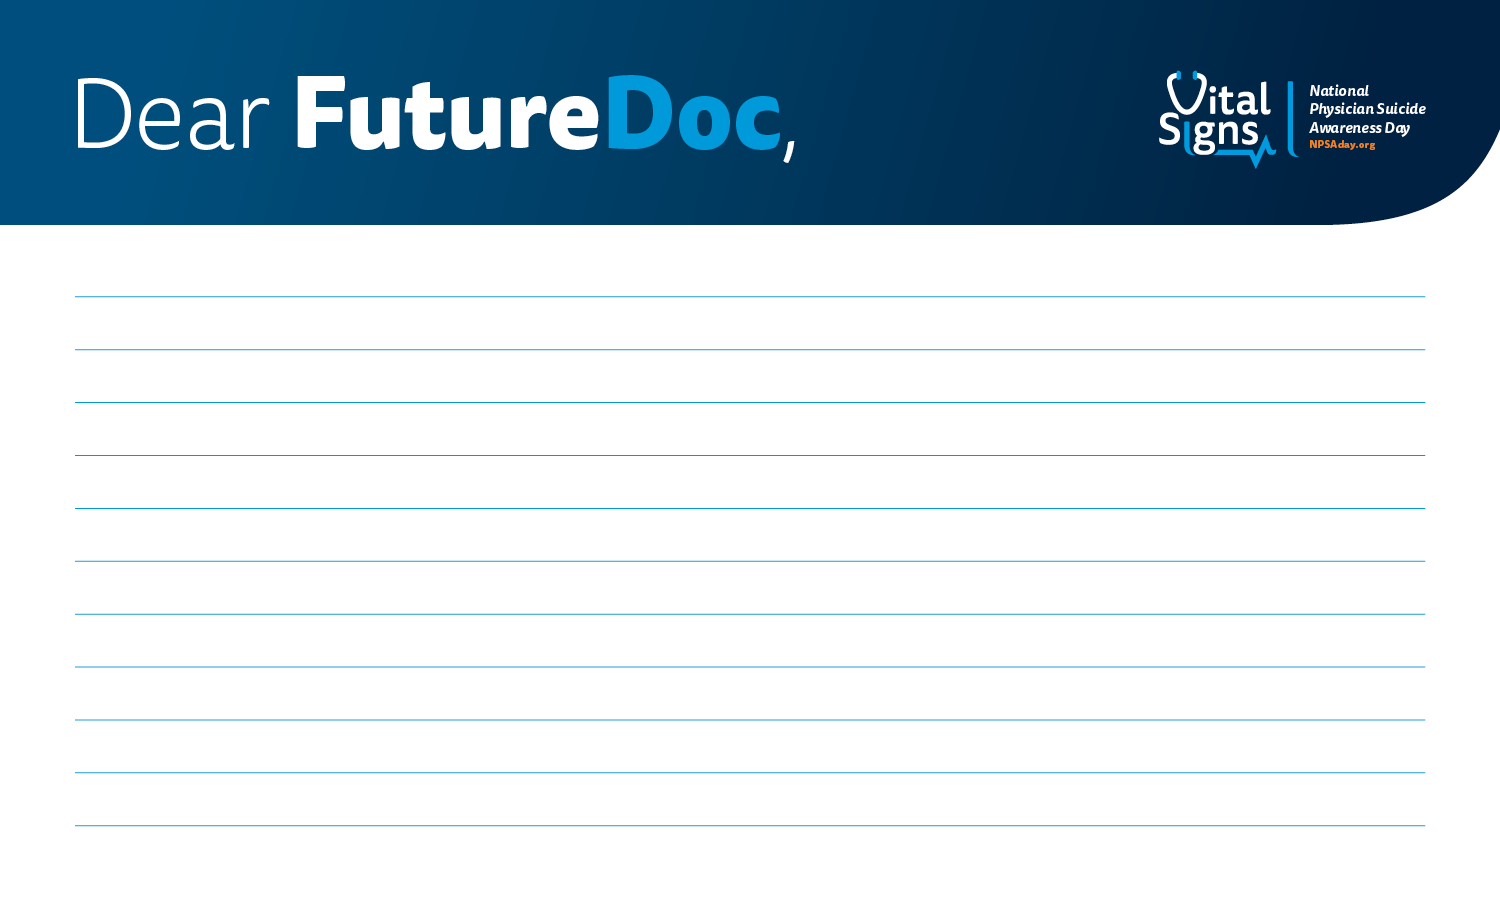 Dear FutureDoc,
Vital
Signs
National
Physician Suicide
Awareness Day
NPSAday.org